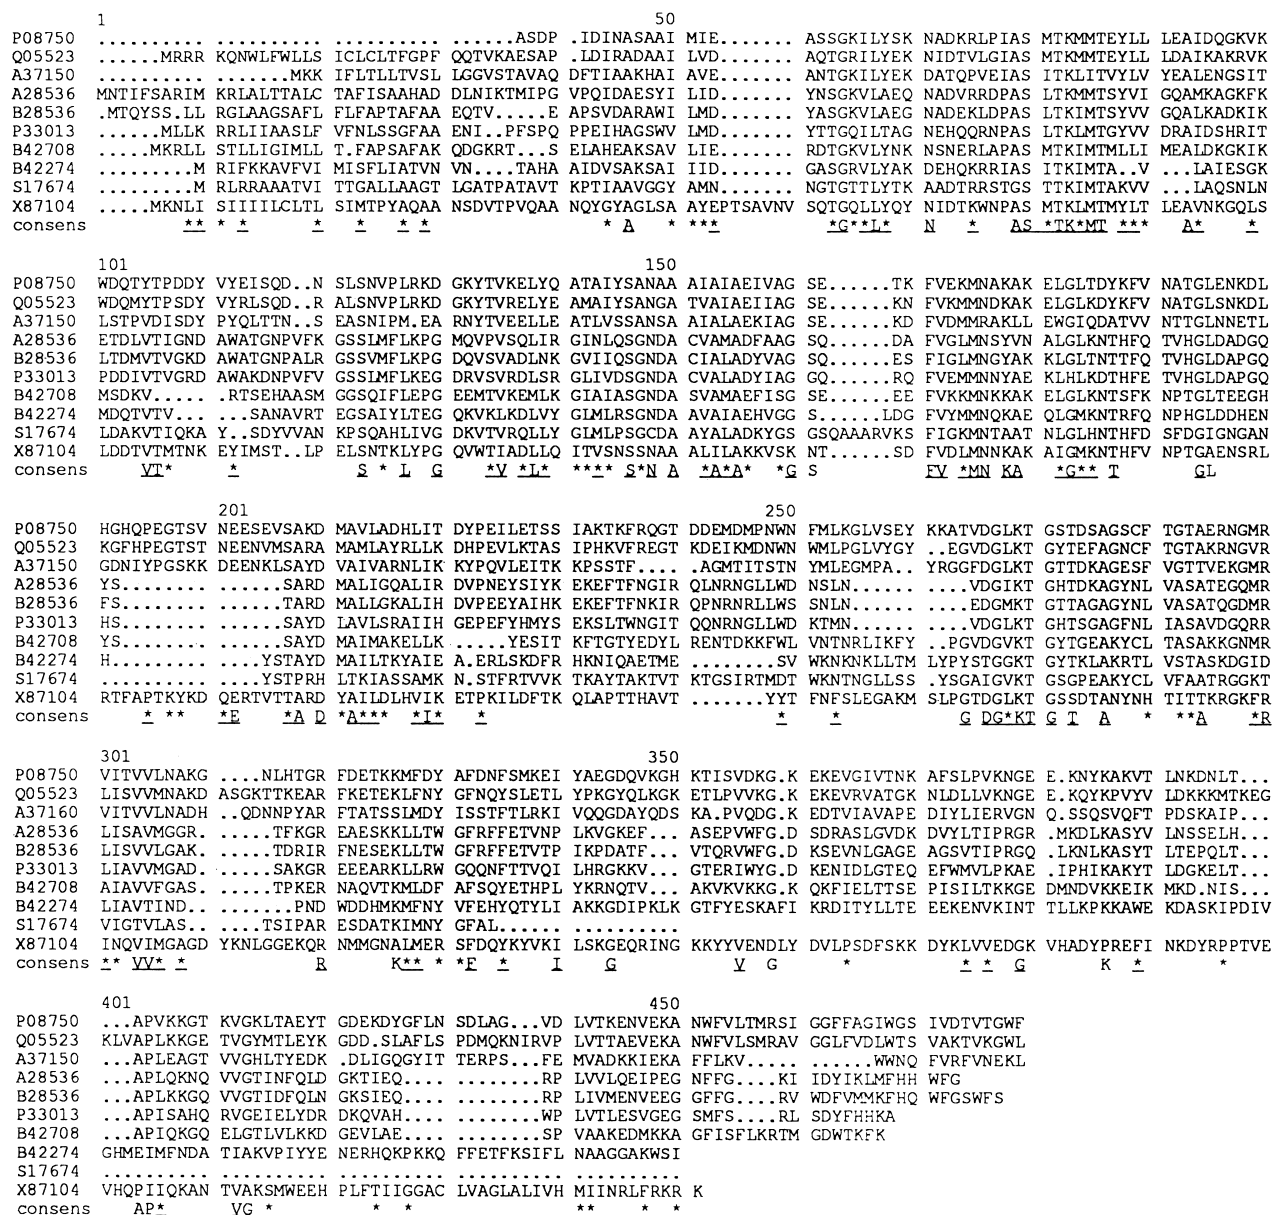 1 50
P08750 .......... .......... .......... ........ASDP .IDINASAAI MIE....... ASSGKILYSK NADKRLPIAS MTKMMTEYLL LEAIDQGKVK
Q05523 ......MRRR KQNWLFWLLS ICLCLTFGPF QQTVKAESAP .LDIRADAAI LVD....... AQTGRILYEK NIDTVLGIAS MTKMMTEYLL LDAIKAKRVK
A37150 .......... ........MKK IFLTLLTVSL LGGVSTAVAQ DFTIAAKHAI AVE....... ANTGKILYEK DATQPVEIAS ITKLITVYLV YEALENGSIT
A28536 MNTIFSARIM KRLALTTALC TAFISAAHAD DLNIKTMIPG VPQIDAESYI LID....... YNSGKVLAEQ NADVRRDPAS LTKMMTSYVI GQAMKAGKFK
B28536 .MTQYSS.LL RGLAAGSAFL FLFAPTAFAA EQTV.....E APSVDARAWI LMD....... YASGKVLAEG NADEKLDPAS LTKIMTSYVV GQALKADKIK
P33013 .....MLLK RRLIIAASLF VFNLSSGFAA ENI..PFSPQ PPEIHAGSWV LMD....... YTTGQILTAG NEHQQRNPAS LTKLMTGYVV DRAIDSHRIT
B42708 .....MKRLL STLLIGIMLL T.FAPSAFAK QDGKRT...S ELAHEAKSAV LIE....... RDTGKVLYNK NSNERLAPAS MTKIMTMLLI MEALDKGKIK
B42274 .........M RIFKKAVFVI MISFLIATVN VN....TAHA AIDVSAKSAI IID....... GASGRVLYAK DEHQKRRIAS ITKIMTA..V ....LAIESGK
S17674 .........M RLRRAAATVI TTGALLAAGT LGATPATAVT KPTIAAVGGY AMN....... NGTGTTLYTK AADTRRSTGS TTKIMTAKVV ...LAQSNLN
X87104 .....MKNLI SIIIILCLTL SIMTPYAQAA NSDVTPVQAA NQYGYAGLSA AYEPTSAVNV SQTGQLLYQY NIDTKWNPAS MTKLMTMYLT LEAVNKGQLS
consens ** * * * * * * * A * *** *G**L* N * AS *TK*MT *** A* *

101 150
P08750 WDQTYTPDDY VYEISQD..N SLSNVPLRKD GKYTVKELYQ ATAIYSANAA AIAIAEIVAG SE......TK FVEKMNAKAK ELGLTDYKFV NATGLENKDL
Q05523 WDQMYTPSDY VYRLSQD..R ALSNVPLRKD GKYTVRELYE AMAIYSANGA TVAIAEIIAG SE......KN FVKMMNDKAK ELGLKDYKFV NATGLSNKDL
A37150 LSTPVDISDY PYQLTTN..S EASNIPM.EA RNYTVEELLE ATLVSSANSA AIALAEKIAG SE......KD FVDMMRAKLL EWGIQDATVV NTTGLNNETL
A28536 ETDLVTIGND AWATGNPVFK GSSLMFLKPG MQVPVSQLIR GINLQSGNDA CVAMADFAAG SQ......DA FVGLMNSYVN ALGLKNTHFQ TVHGLDADGQ
B28536 LTDMVTVGKD AWATGNPALR GSSVMFLKPG DQVSVADLNK GVIIQSGNDA CIALADYVAG SQ......ES FIGLMNGYAK KLGLTNTTFQ TVHGLDAPGQ
P33013 PDDIVTVGRD AWAKDNPVFV GSSLMFLKEG DRVSVRDLSR GLIVDSGNDA CVALADYIAG GQ......RQ FVEMMNNYAE KLHLKDTHFE TVHGLDAPGQ
B42708 MSDKV..... RTSEHAASM GGSQIFLEPG EEMTVKEMLK GIAIASGNDA SVAMAEFISG SE......EE FVKKMNKKAK ELGLKNTSFK NPTGLTEEGH
B42274 MDQTVTV... ..SANAVRT EGSAIYLTEG QKVKLKDLVY GLMLRSGNDA AVAIAEHVGG S.......LDG FVYMMNQKAE QLGMKNTRFQ NPHGLDDHEN
S17674 LDAKVTIQKA Y..SDYVVAN KPSQAHLIVG DKVTVRQLLY GLMLPSGCDA AYALADKYGS GSQAAARVKS FIGKMNTAAT NLGLHNTHFD SFDGIGNGAN
X87104 LDDTVTMTNK EYIMST..LP ELSNTKLYPG QVWTIADLLQ ITVSNSSNAA ALILAKKVSK NT......SD FVDLMNNKAK AIGMKNTHFV NPTGAENSRL
consens VT* * S * L G *V *L* **** S*N A *A*A* *G S FV *MN KA *G** T GL

201 250
P08750 HGHQPEGTSV NEESEVSAKD MAVLADHLIT DYPEILETSS IAKTKFRQGT DDEMDMPNWN FMLKGLVSEY KKATVDGLKT GSTDSAGSCF TGTAERNGMR
Q05523 KGFHPEGTST NEENVMSARA MAMLAYRLLK DHPEVLKTAS IPHKVFREGT KDEIKMDNWN WMLPGLVYGY ..EGVDGLKT GYTEFAGNCF TGTAKRNGVR
A37150 GDNIYPGSKK DEENKLSAYD VAIVARNLIK KYPQVLEITK KPSSTF.... .AGMTITSTN YMLEGMPA.. YRGGFDGLKT GTTDKAGESF VGTTVEKGMR
A28536 YS........ .......SARD MALIGQALIR DVPNEYSIYK EKEFTFNGIR QLNRNGLLWD NSLN...... ....VDGIKT GHTDKAGYNL VASATEGQMR
B28536 FS........ .......TARD MALLGKALIH DVPEEYAIHK EKEFTFNKIR QPNRNRLLWS SNLN...... ....EDGMKT GTTAGAGYNL VASATQGDMR
P33013 HS........ .......SAYD LAVLSRAIIH GEPEFYHMYS EKSLTWNGIT QQNRNGLLWD KTMN...... ....VDGLKT GHTSGAGFNL IASAVDGQRR
B42708 YS........ .......SAYD MAIMAKELLK ....YESITK FTGTYEDYLR ENTDKKFWL VNTNRLIKFY ..PGVDGVKT GYTGEAKYCL TASAKKGNMR
B42274 H......... .....YSTAYD MAILTKYAIE A.ERLSKDFR HKNIQAETME ........SV WKNKNKLLTM LYPYSTGGKT GYTKLAKRTL VSTASKDGID
S17674 .......... .....YSTPRH LTKIASSAMK N.STFRTVVK TKAYTAKTVT KTGSIRTMDT WKNTNGLLSS ..YSGAIGVKT GSGPEAKYCL VFAATRGGKT
X87104 RTFAPTKYKD QERTVTTARD YAILDLHVIK ETPKILDFTK QLAPTTHAVT .......YYT FNFSLEGAKM SLPGTDGLKT GSSDTANYNH TITTKRGKFR
consens * ** *E *A D *A*** *I* * * * G DG*KT G T A * **A *R

301 350
P08750 VITVVLNAKG ....NLHTGR FDETKKMFDY AFDNFSMKEI YAEGDQVKGH KTISVDKG.K EKEVGIVTNK AFSLPVKNGE E.KNYKAKVT LNKDNLT...
Q05523 LISVVMNAKD ASGKTTKEAR FKETEKLFNY GFNQYSLETL YPKGYQLKGK ETLPVVKG.K EKEVRVATGK NLDLLVKNGE E.KQYKPVYV LDKKKMTKEG
A37160 VITVVLNADH .QDNNPYAR FTATSSLMDY ISSTFTLRKI VQQGDAYQDS KA.PVQDG.K EDTVIAVAPE DIYLIERVGN Q.SSQSVQFT PDSKAIP...
A28536 LISAVMGGR. .....TFKGR EAESKKLLTW GFRFFETVNP LKVGKEF... .ASEPVWFG.D SDRASLGVDK DVYLTIPRGR .MKDLKASYV LNSSELH...
B28536 LISVVLGAK. .....TDRIR FNESEKLLTW GFRFFETVTP IKPDATF... VTQRVWFG.D KSEVNLGAGE AGSVTIPRGQ .LKNLKASYT LTEPQLT...
P33013 LIAVVMGAD. .....SAKGR EEEARKLLRW GQQNFTTVQI LHRGKKV... .GTERIWYG.D KENIDLGTEQ EFWMVLPKAE .IPHIKAKYT LDGKELT...
B42708 AIAVVFGAS. .....TPKER NAQVTKMLDF AFSQYETHPL YKRNQTV... AKVKVKKG.K QKFIELTTSE PISILTKKGE DMNDVKKEIK MKD.NIS...
B42274 LIAVTIND.. .......PND WDDHMKMFNY VFEHYQTYLI AKKGDIPKLK GTFYESKAFI KRDITYLLTE EEKENVKINT TLLKPKKAWE KDASKIPDIV
S17674 VIGTVLAS.. .....TSIPAR ESDATKIMNY GFAL......
X87104 INQVIMGAGD YKNLGGEKQR NMMGNALMER SFDQYKYVKI LSKGEQRING KKYYVENDLY DVLPSDFSKK DYKLVVEDGK VHADYPREFI NKDYRPPTVE
consens ** VV* * R K** * *F * I G V G * * * G K * *

401 450
P08750 ...APVKKGT KVGKLTAEYT GDEKDYGFLN SDLAG...VD LVTKENVEKA NWFVLTMRSI GGFFAGIWGS IVDTVTGWF
Q05523 KLVAPLKKGE TVGYMTLEYK GDD.SLAFLS PDMQKNIRVP LVTTAEVEKA NWFVLSMRAV GGLFVDLWTS VAKTVKGWL
A37150 ...APLEAGT VVGHLTYEDK .DLIGQGYIT TERPS...FE MVADKKIEKA FFLKV..... .....WWNQ FVRFVNEKL
A28536 ...APLQKNQ VVGTINFQLD GKTIEQ.... ........RP LVVLQEIPEG NFFG....KI IDYIKLMFHH WFG
B28536 ...APLKKGQ VVGTIDFQLN GKSIEQ.... ........RP LIVMENVEEG GFFG....RV WDFVMMKFHQ WFGSWFS
P33013 ...APISAHQ RVGEIELYDR DKQVAH.... ........WP LVTLESVGEG SMFS....RL SDYFHHKA
B42708 ...APIQKGQ ELGTLVLKKD GEVLAE.... ........SP VAAKEDMKKA GFISFLKRTM GDWTKFK
B42274 GHMEIMFNDA TIAKVPIYYE NERHQKPKKQ FFETFKSIFL NAAGGAKWSI
S17674 .......... .......... .......... .......... ..........
X87104 VHQPIIQKAN TVAKSMWEEH PLFTIIGGAC LVAGLALIVH MIINRLFRKR K
consens AP* VG * * * ** * *